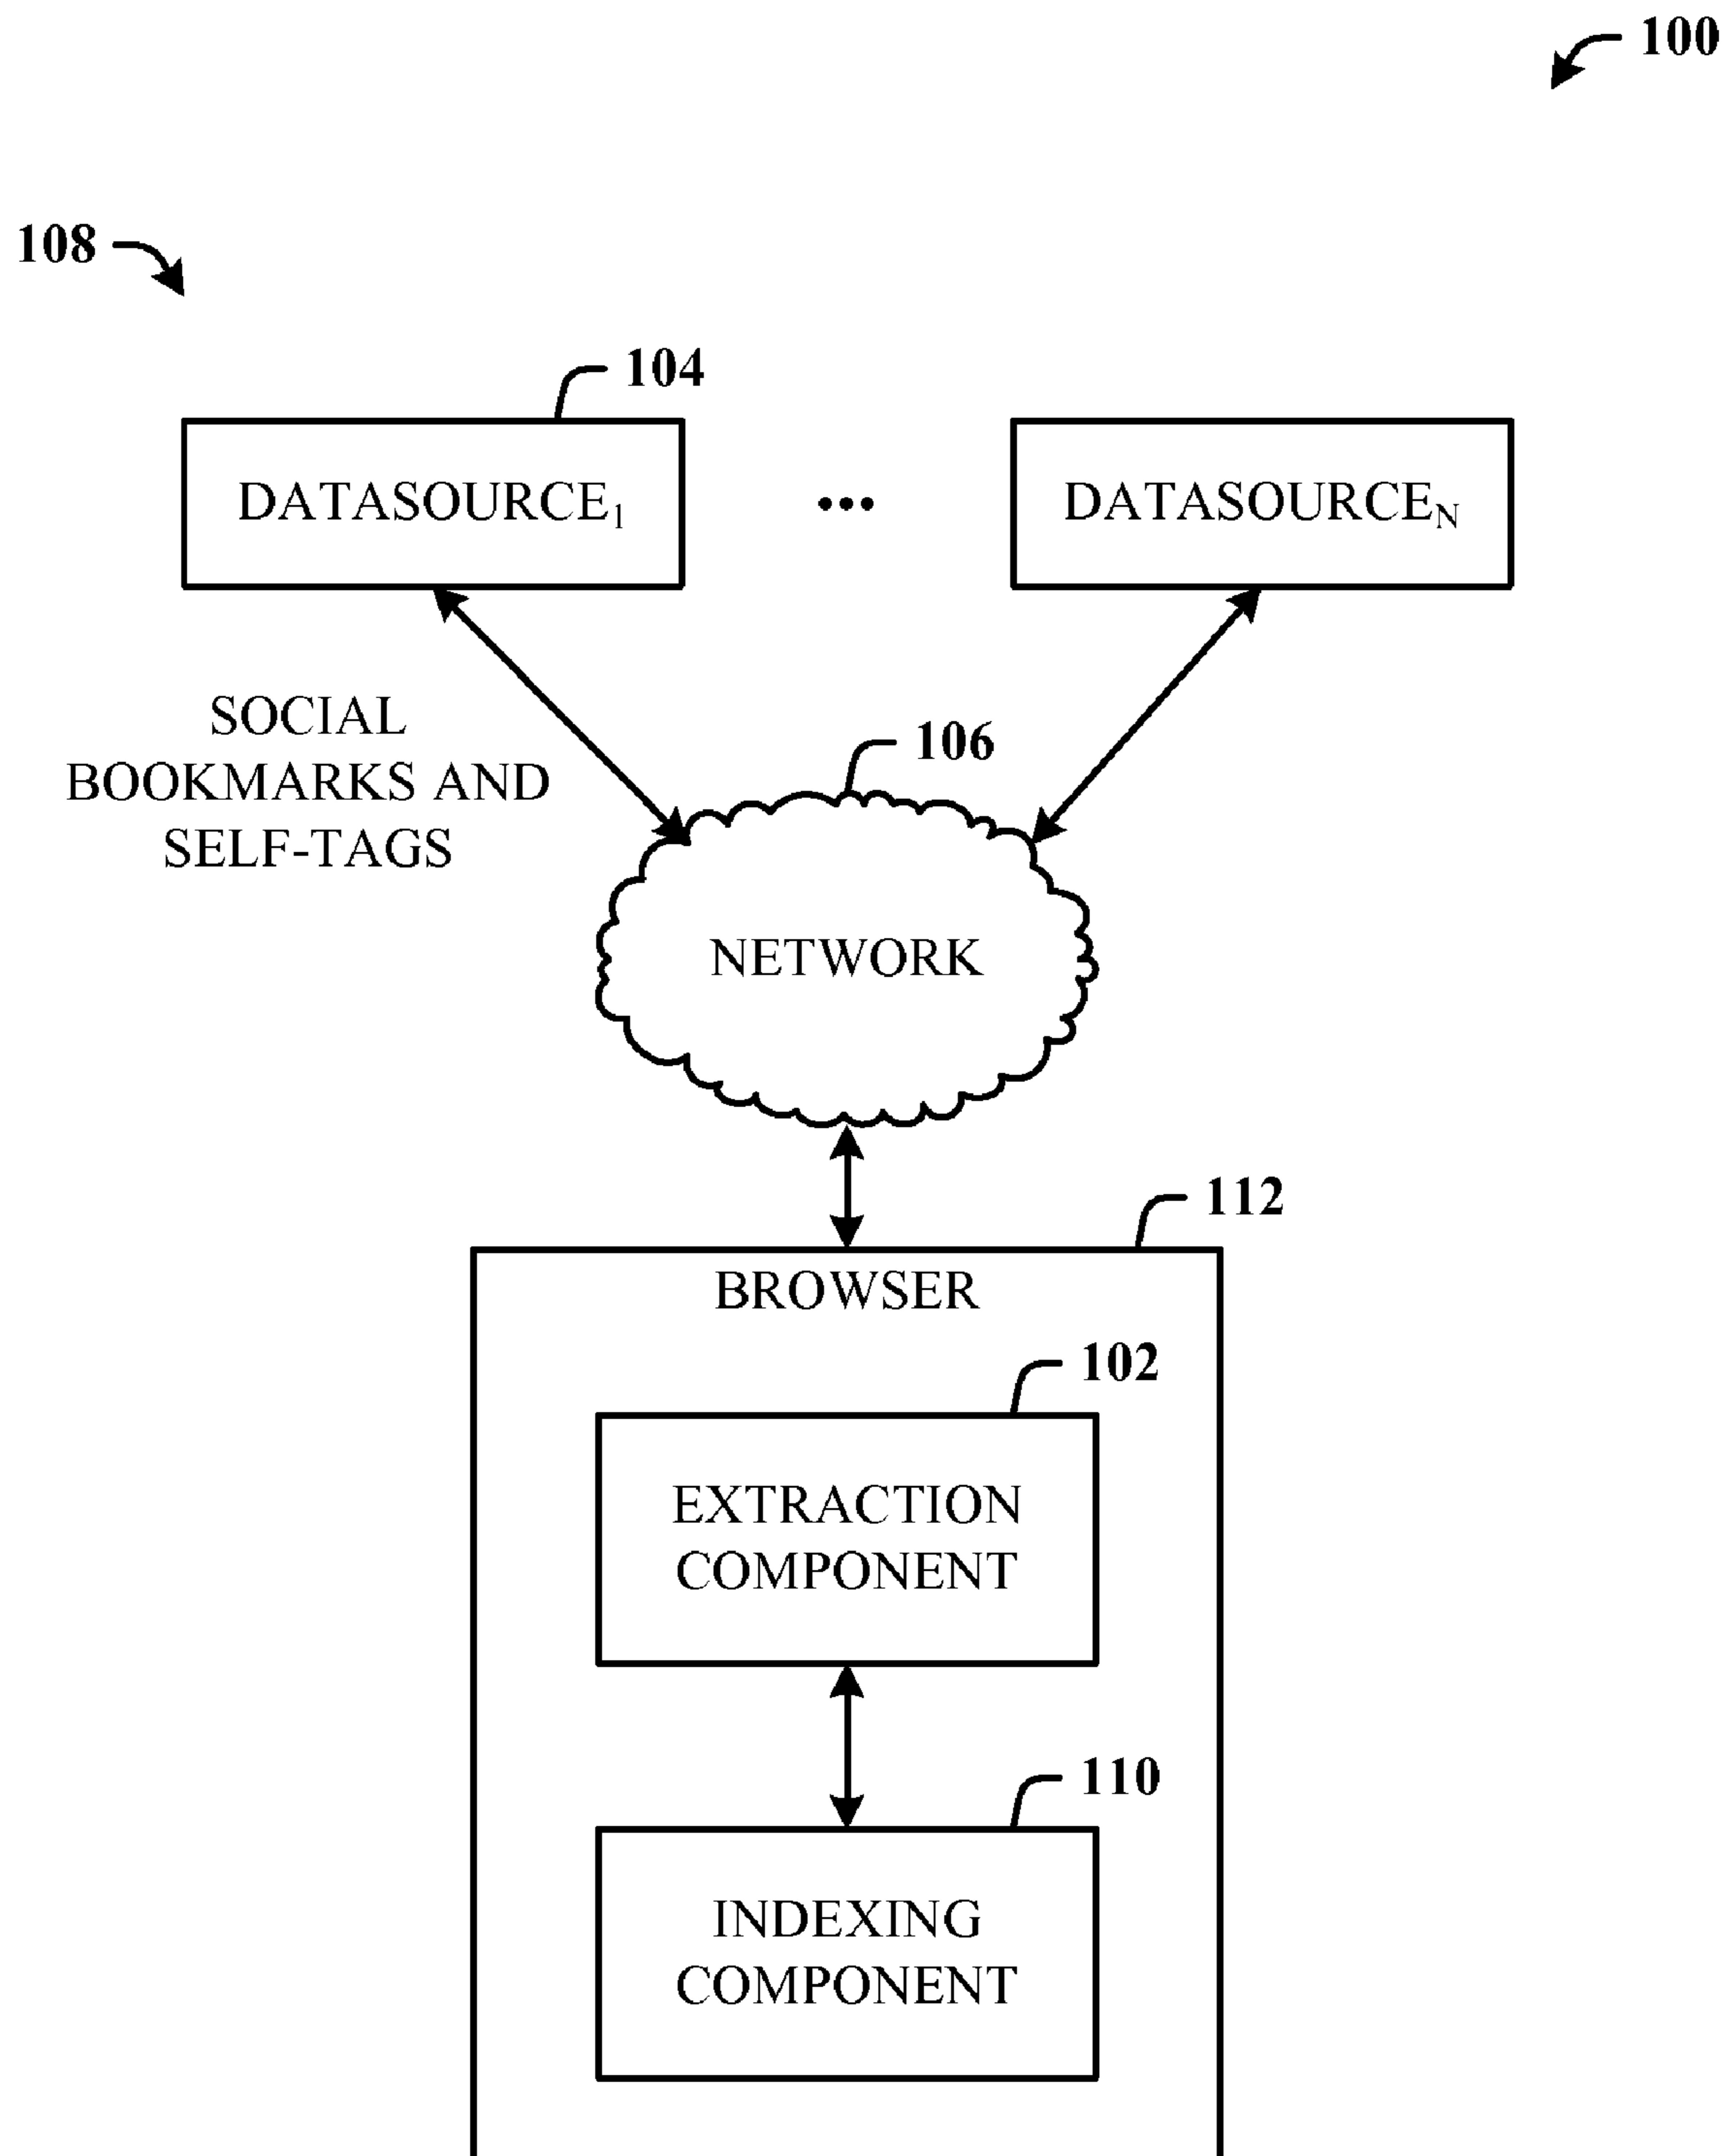 100
108
104
DATASOURCE1
...
DATASOURCEN
SOCIAL
BOOKMARKS AND
SELF-TAGS
106
NETWORK
112
BROWSER
102
EXTRACTION
COMPONENT
110
INDEXING
COMPONENT